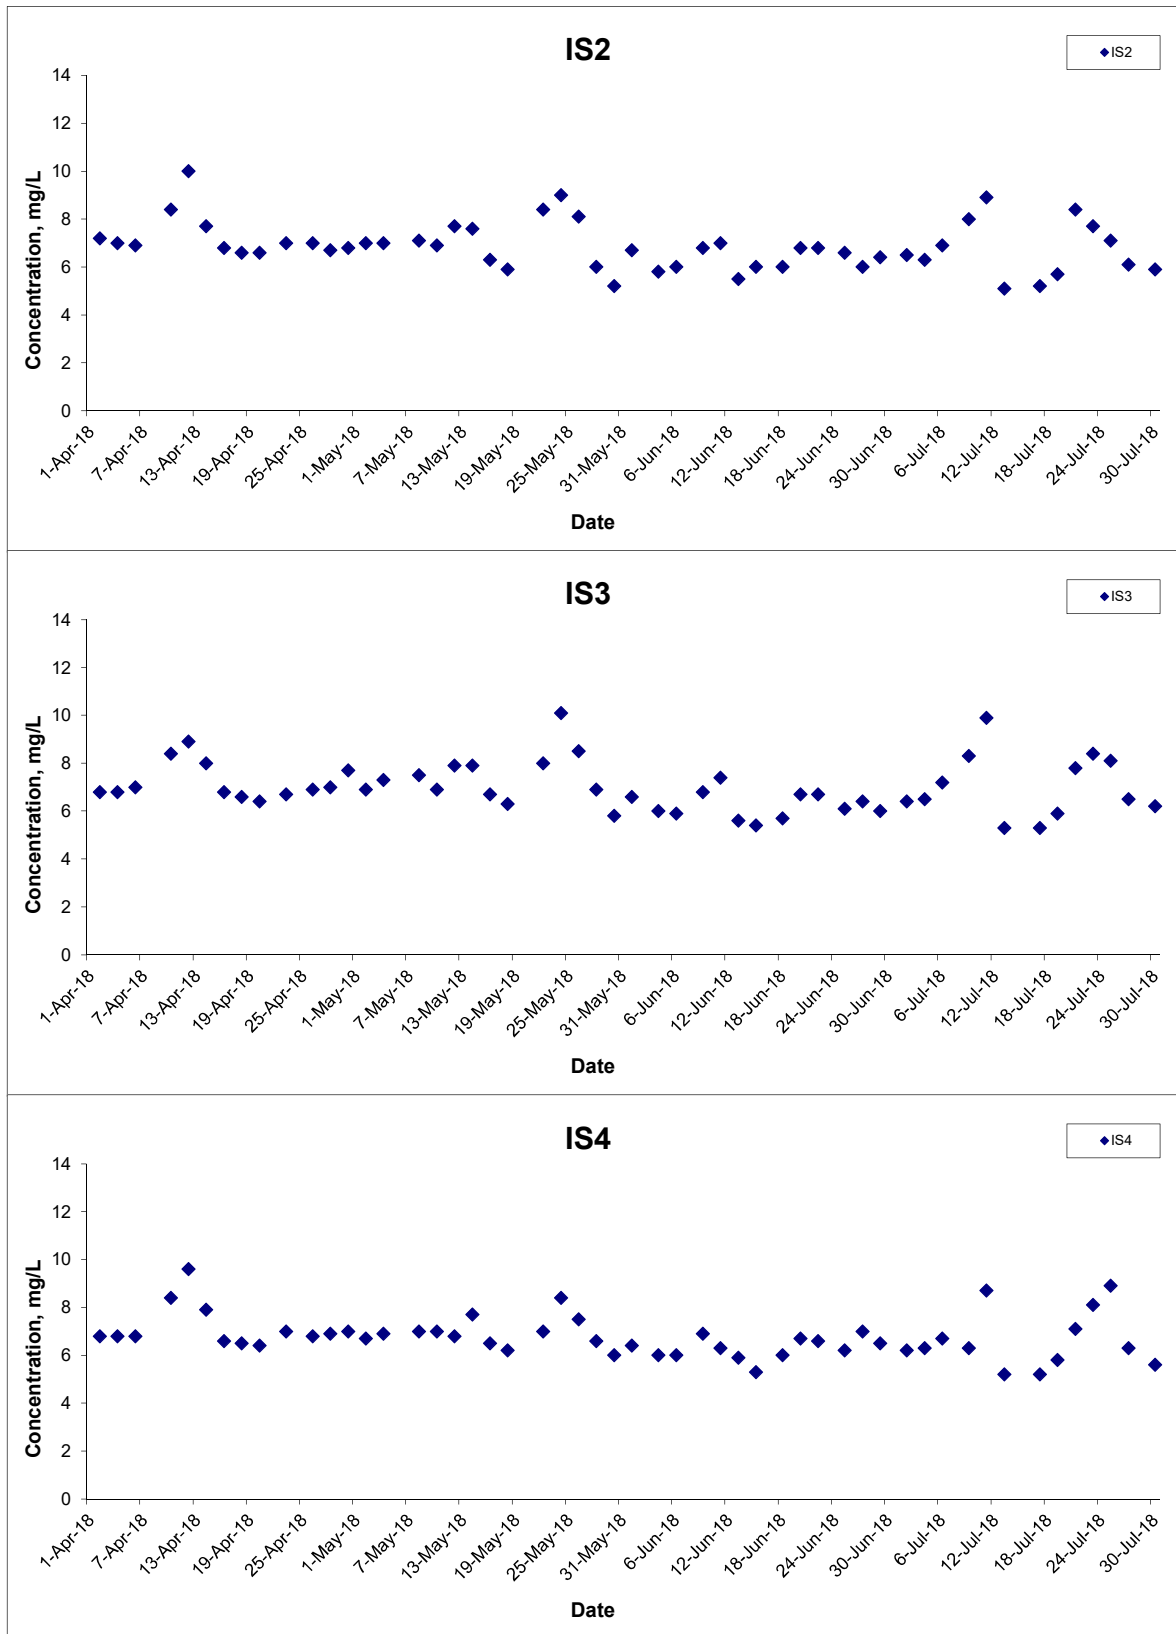 IS2
IS2
Concentration, mg/L
14
12
10
8
6
4
2
0
1-Apr-18
7-Apr-18
13-Apr-18
19-Apr-18
25-Apr-18
1-May-18
7-May-18
13-May-18
19-May-18
25-May-18
31-May-18
6-Jun-18
12-Jun-18
18-Jun-18
24-Jun-18
30-Jun-18
6-Jul-18
12-Jul-18
18-Jul-18
24-Jul-18
30-Jul-18
Date
IS3
IS3
Concentration, mg/L
14
12
10
8
6
4
2
0
1-Apr-18
7-Apr-18
13-Apr-18
19-Apr-18
25-Apr-18
1-May-18
7-May-18
13-May-18
19-May-18
25-May-18
31-May-18
6-Jun-18
12-Jun-18
18-Jun-18
24-Jun-18
30-Jun-18
6-Jul-18
12-Jul-18
18-Jul-18
24-Jul-18
30-Jul-18
Date
IS4
IS4
Concentration, mg/L
14
12
10
8
6
4
2
0
1-Apr-18
7-Apr-18
13-Apr-18
19-Apr-18
25-Apr-18
1-May-18
7-May-18
13-May-18
19-May-18
25-May-18
31-May-18
6-Jun-18
12-Jun-18
18-Jun-18
24-Jun-18
30-Jun-18
6-Jul-18
12-Jul-18
18-Jul-18
24-Jul-18
30-Jul-18
Date